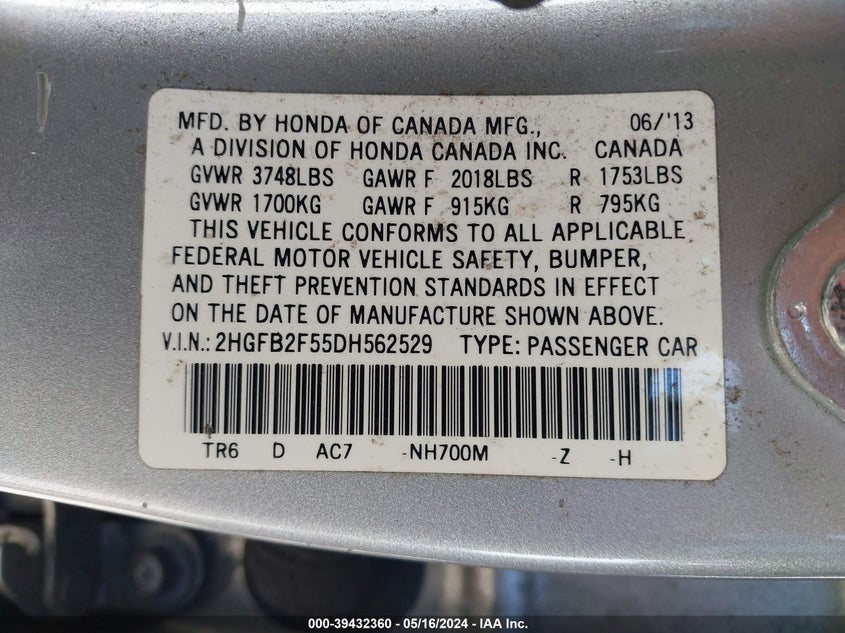 MFD. BY HONDA OF CANADA MFG., 06/'13
A DIVISION OF HONDA CANADA INC. CANADA
GVWR 3748LBS GAWR F 2018LBS R 1753LBS
GVWR 1700KG GAWR F 915KG R 795KG
THIS VEHICLE CONFORMS TO ALL APPLICABLE
FEDERAL MOTOR VEHICLE SAFETY, BUMPER,
AND THEFT PREVENTION STANDARDS IN EFFECT
ON THE DATE OF MANUFACTURE SHOWN ABOVE.
V.I.N.: 2HGFB2F55DH562529 TYPE: PASSENGER CAR
TR6 D AC7 -NH700M -Z -H
000-39432360 - 05/16/2024 - IAA Inc.